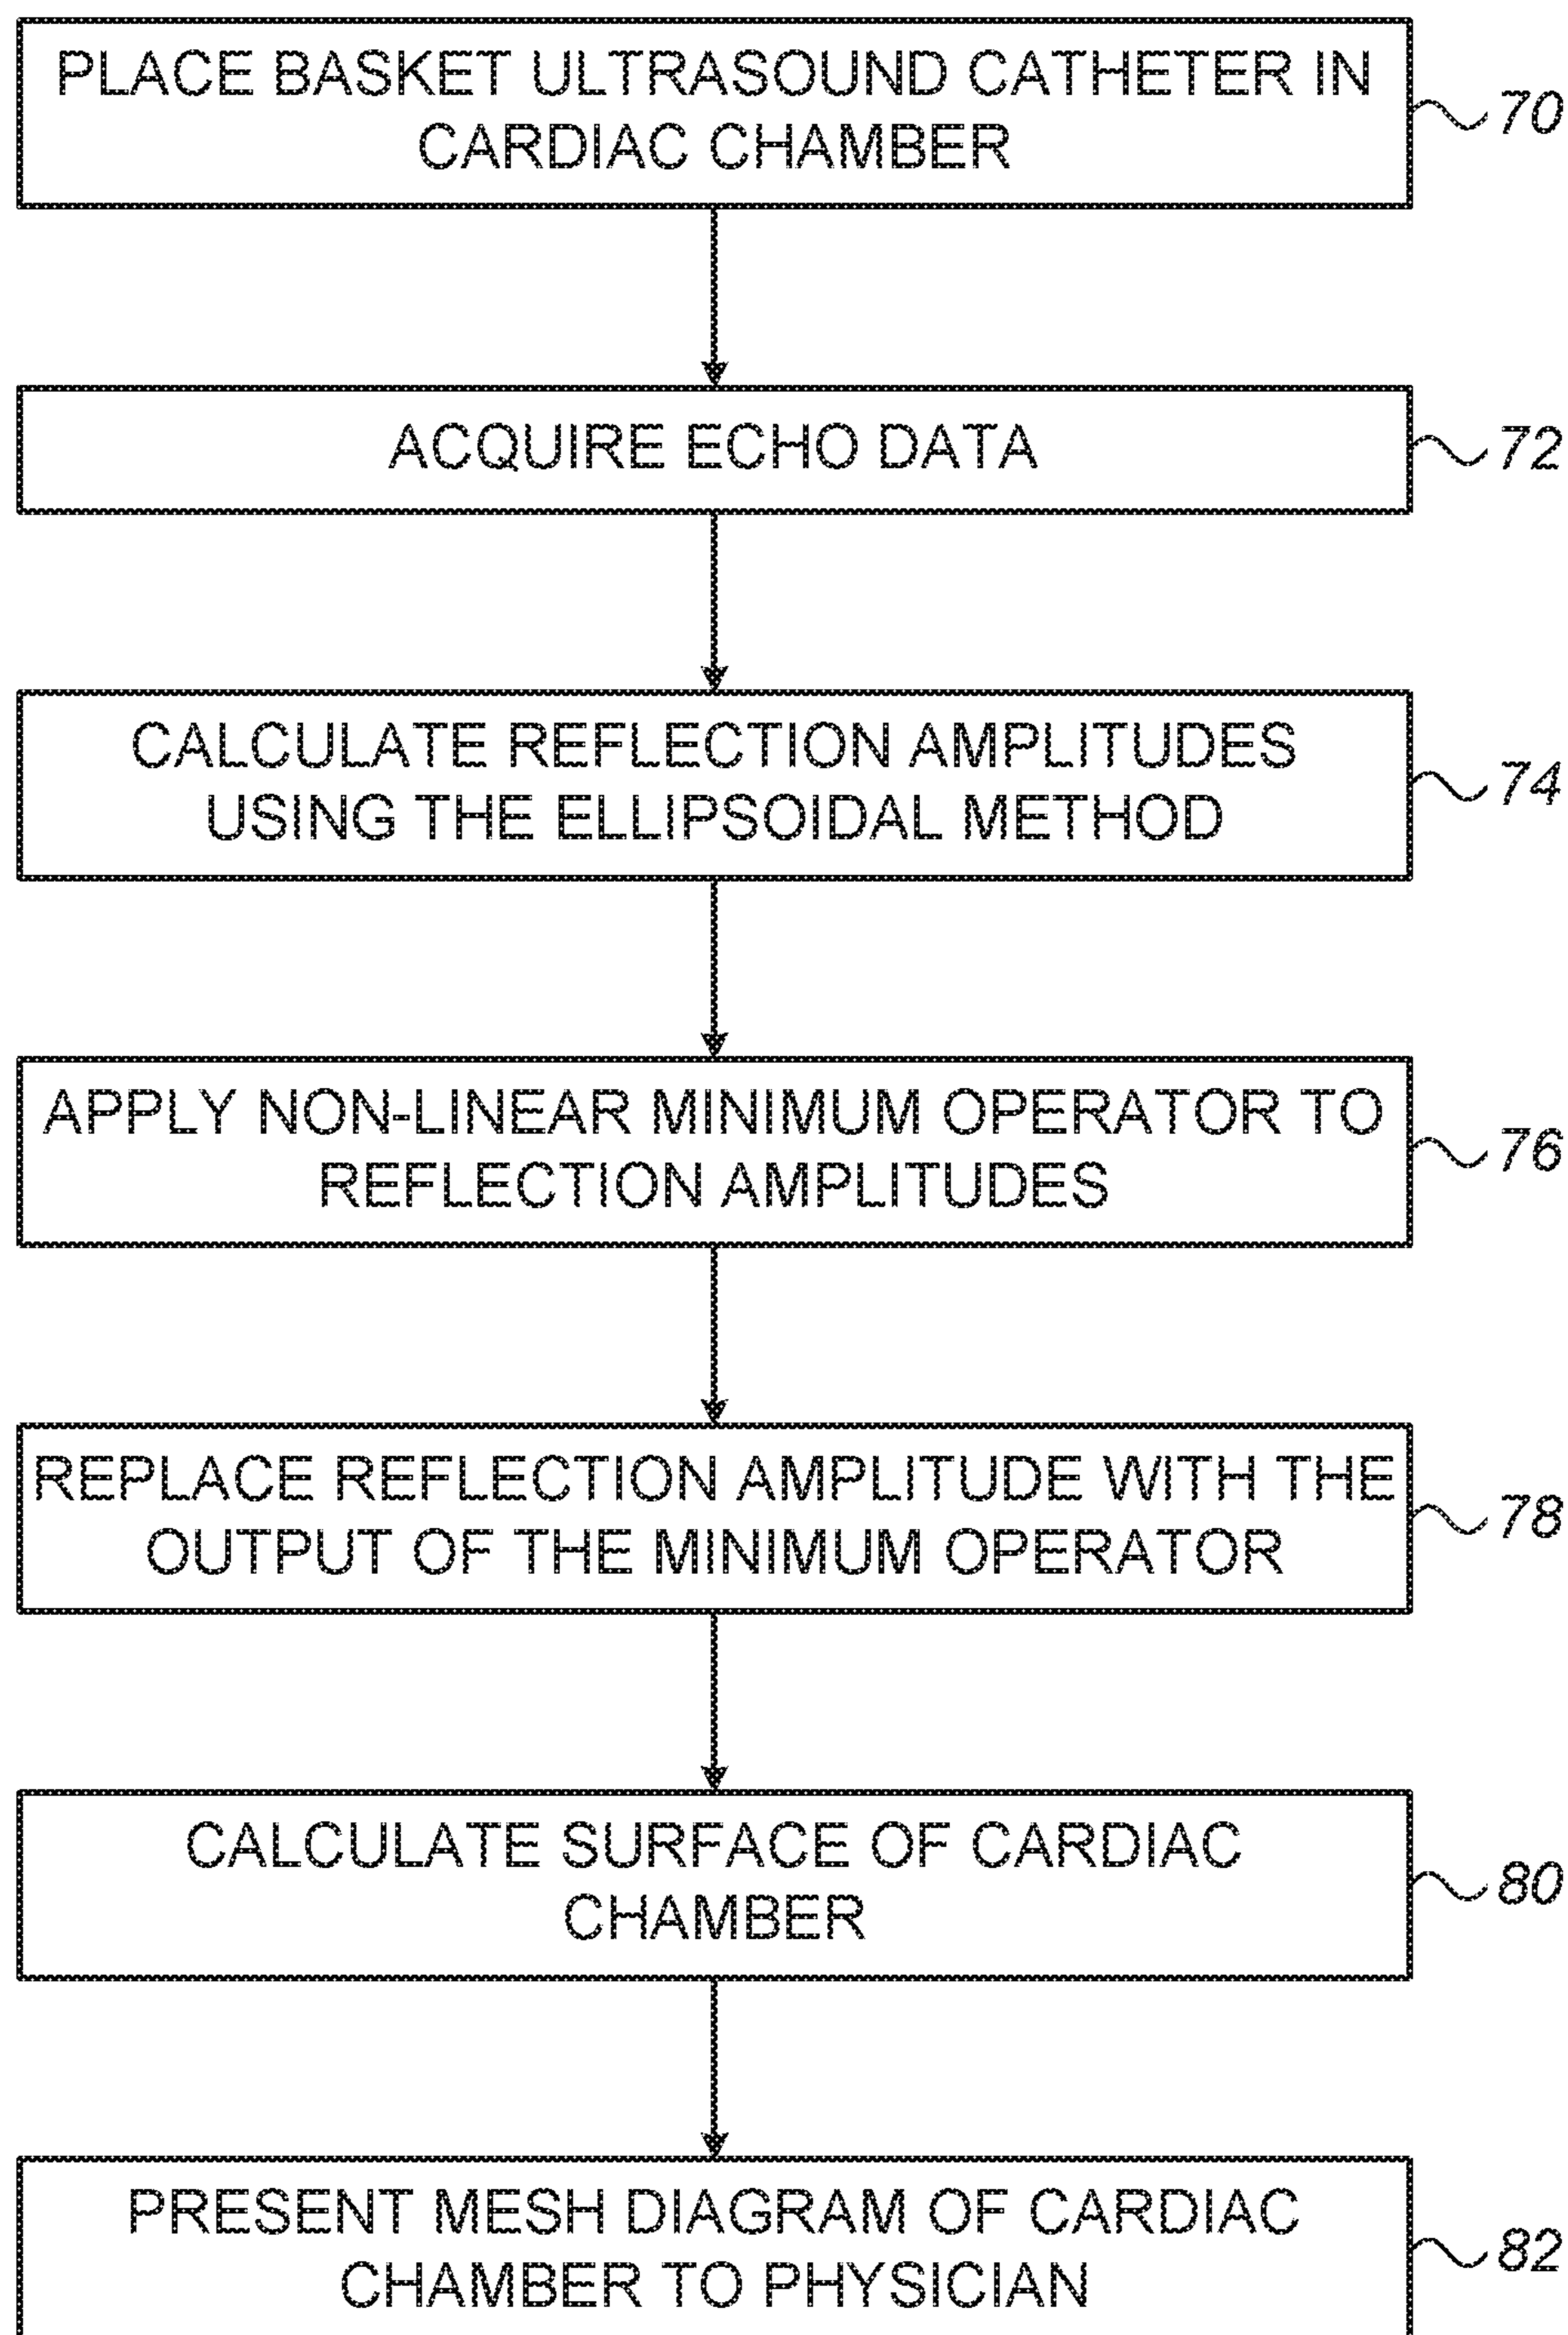 PLACE BASKET ULTRASOUND CATHETER IN
CARDIAC CHAMBER
70
ACQUIRE ECHO DATA
72
CALCULATE REFLECTION AMPLITUDES
USING THE ELLIPSOIDAL METHOD
74
APPLY NON-LINEAR MINIMUM OPERATOR TO
REFLECTION AMPLITUDES
76
REPLACE REFLECTION AMPLITUDE WITH THE
OUTPUT OF THE MINIMUM OPERATOR
78
CALCULATE SURFACE OF CARDIAC
CHAMBER
80
PRESENT MESH DIAGRAM OF CARDIAC
CHAMBER TO PHYSICIAN
82